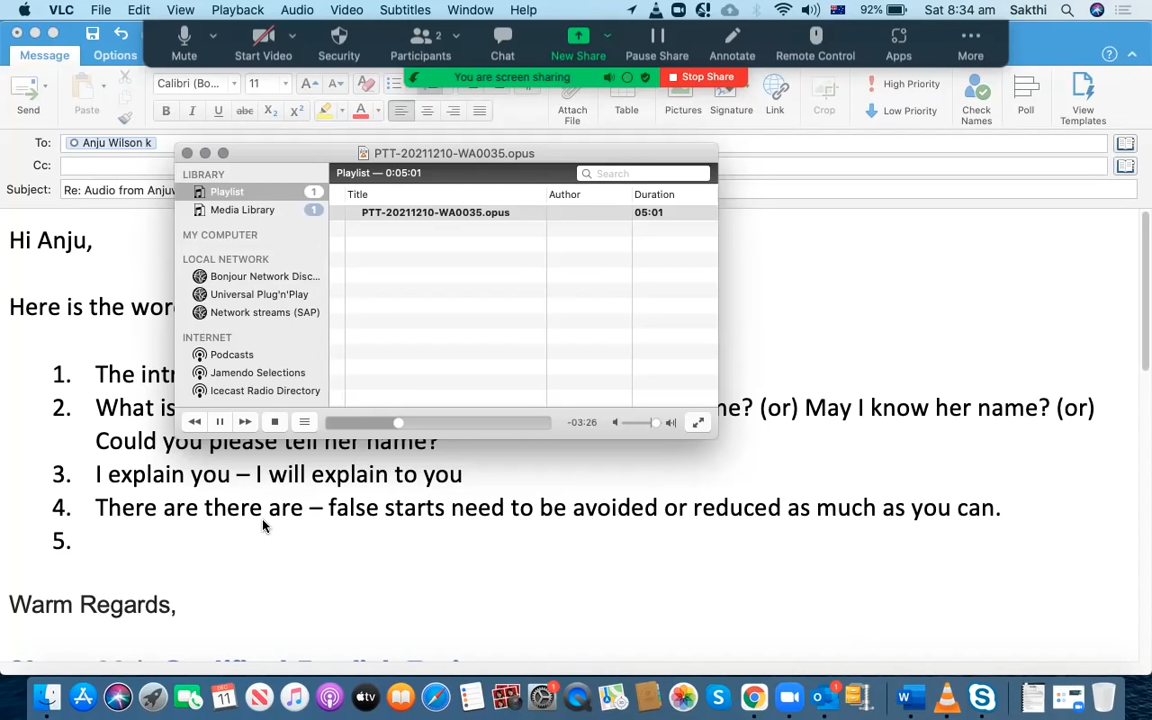 VLC File Edit View Playback Audio Video Subtitles Window Help 92% Sat 8:34 am Sakthi
Mute Start Video Security Participants 2 Chat New Share Pause Share Annotate Remote Control Apps More
Message Options
You are screen sharing Stop Share
Send Paste Calibri (Bo... 11 A A
B I U abc X2 X2 A
Attach File Table Pictures Signature Link Crop High Priority Low Priority Check Names Poll View Templates
To: Anju Wilson k
Cc:
Subject: Re: Audio from Anju
PTT-20211210-WA0035.opus
LIBRARY
Playlist 1
Media Library 1
MY COMPUTER
LOCAL NETWORK
Bonjour Network Disc...
Universal Plug'n'Play
Network streams (SAP)
INTERNET
Podcasts
Jamendo Selections
Icecast Radio Directory
Playlist — 0:05:01 Search
Title Author Duration
PTT-20211210-WA0035.opus 05:01
-03:26
Hi Anju,
Here is the
1. The
2. What is me? (or) May I know her name? (or)
Could you please tell her name?
3. I explain you – I will explain to you
4. There are there are – false starts need to be avoided or reduced as much as you can.
5.
Warm Regards,
DEC 11
tv
1